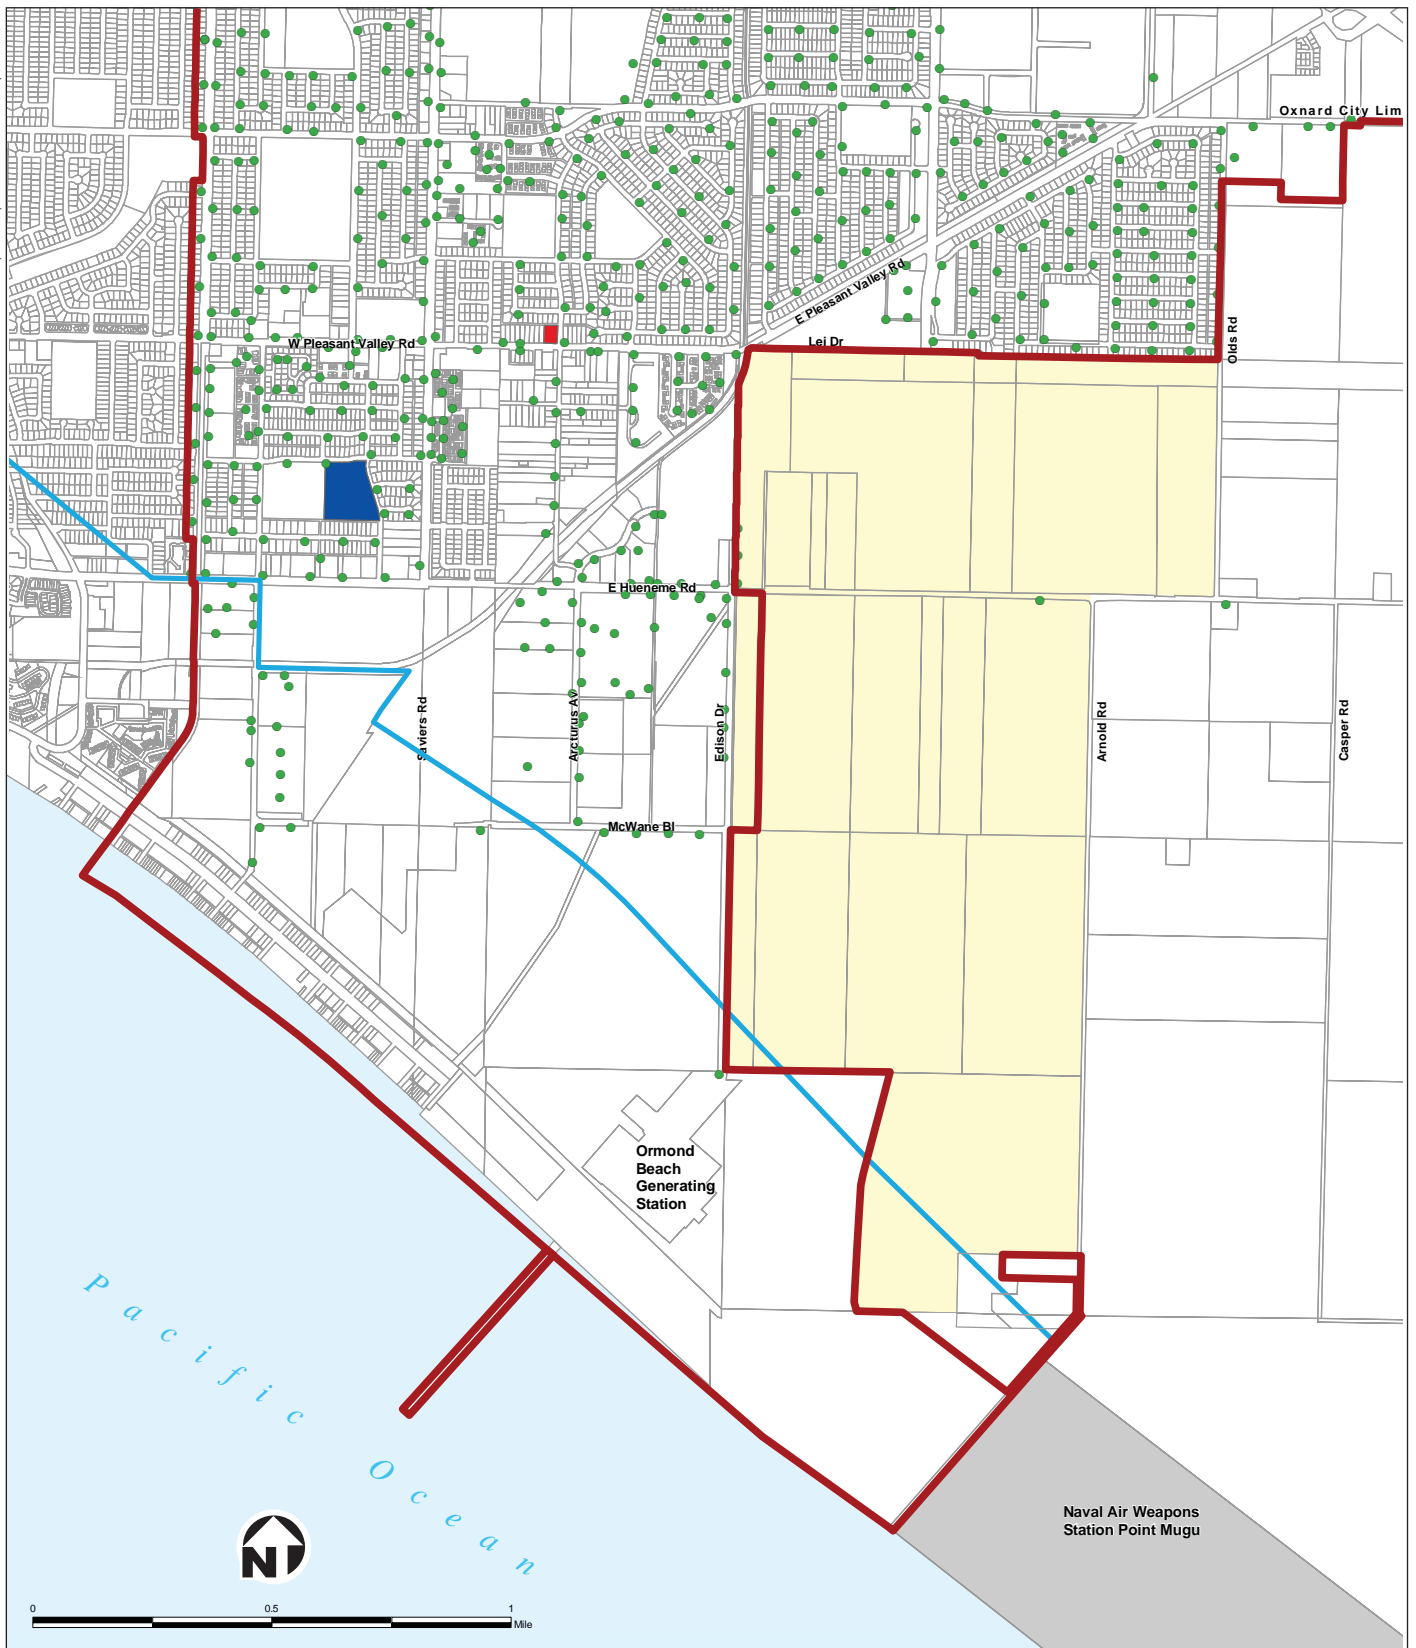 Oxnard City Lim
E Pleasant Valley Rd
W Pleasant Valley Rd
Lei Dr
Olds Rd
E Hueneme Rd
Saviers Rd
Arcturus Av
Edison Dr
Arnold Rd
Casper Rd
McWane Bl
Ormond
Beach
Generating
Station
Pacific Ocean
Naval Air Weapons
Station Point Mugu
N
0 0.5 1
Mile